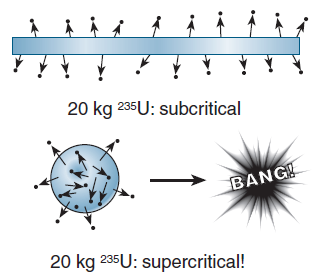 20 kg ²³⁵U: subcritical
BANG!
20 kg ²³⁵U: supercritical!